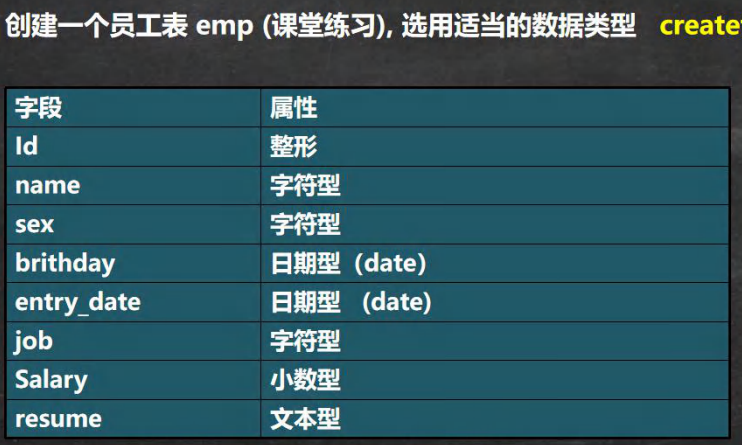 创建一个员工表 emp (课堂练习), 选用适当的数据类型 create
字段 属性
Id 整形
name 字符型
sex 字符型
brithday 日期型（date）
entry_date 日期型 （date)
job 字符型
Salary 小数型
resume 文本型